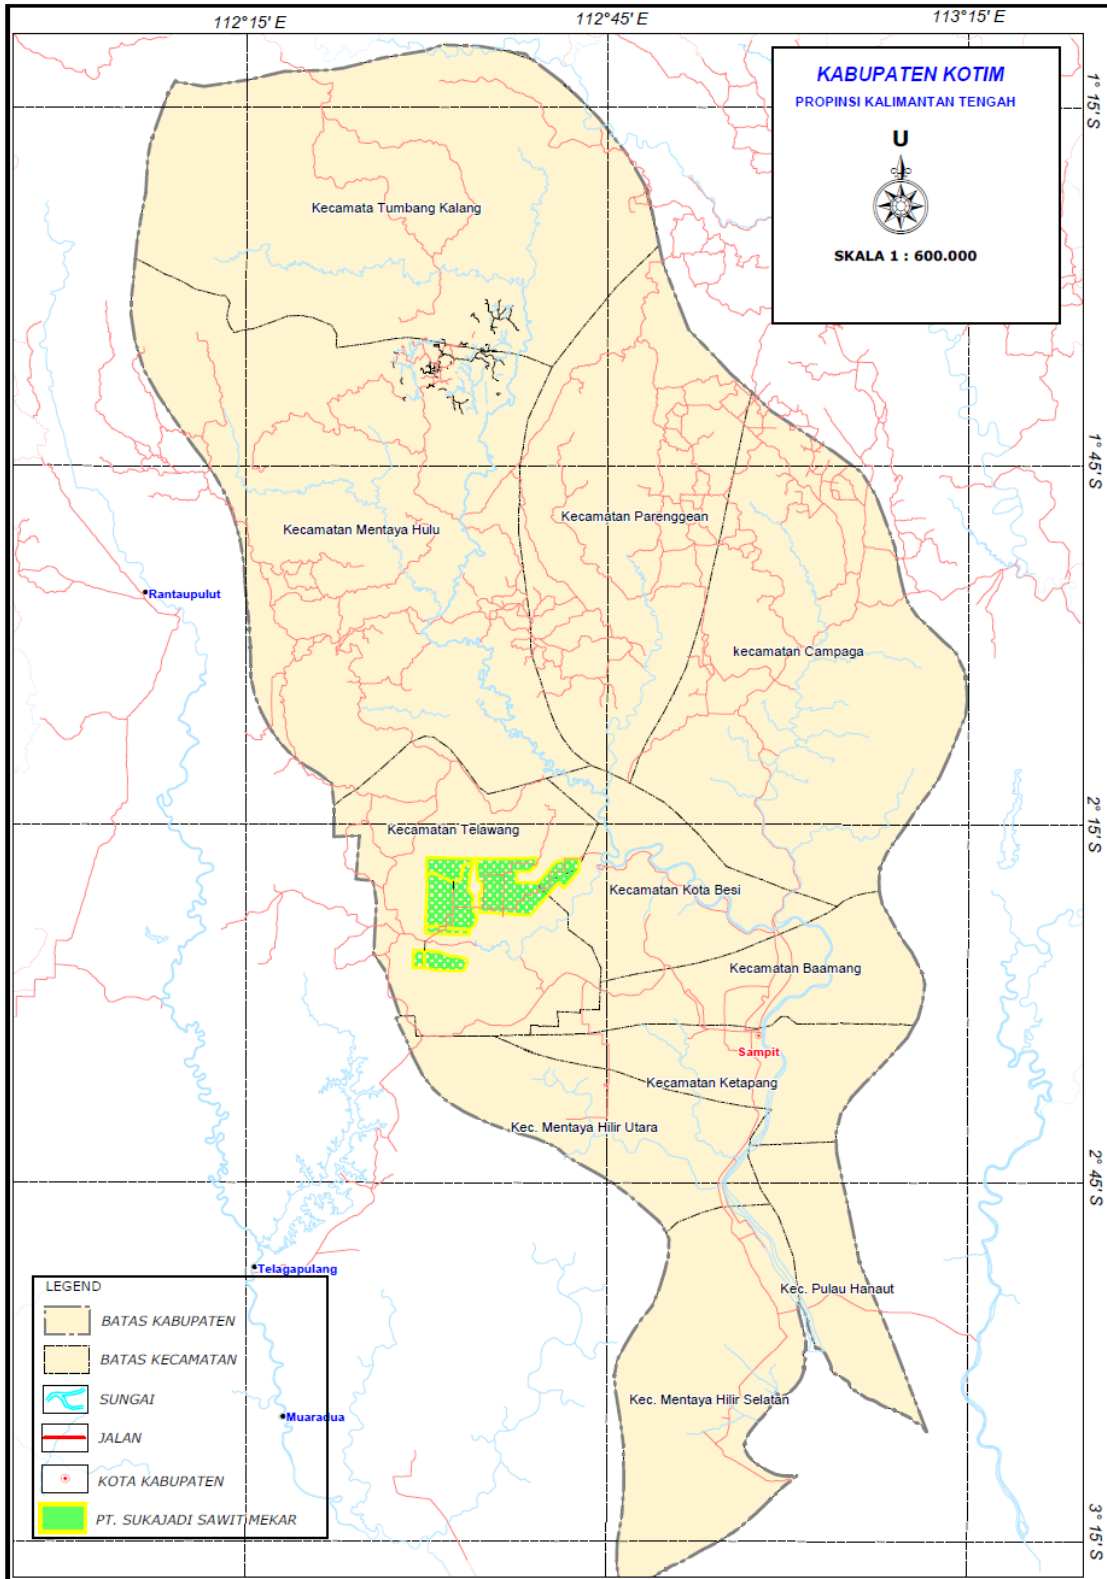 112°15' E
112°45' E
113°15' E
KABUPATEN KOTIM
PROPINSI KALIMANTAN TENGAH
U
SKALA 1 : 600.000
1° 15' S
Kecamata Tumbang Kalang
1° 45' S
Kecamatan Parenggean
Kecamatan Mentaya Hulu
Rantaupulut
kecamatan Campaga
2° 15' S
Kecamatan Telawang
Kecamatan Kota Besi
Kecamatan Baamang
Sampit
Kecamatan Ketapang
Kec. Mentaya Hilir Utara
2° 45' S
Telagapulang
Kec. Pulau Hanaut
Kec. Mentaya Hilir Selatan
Muaradua
3° 15' S
LEGEND
BATAS KABUPATEN
BATAS KECAMATAN
SUNGAI
JALAN
KOTA KABUPATEN
PT. SUKAJADI SAWIT MEKAR